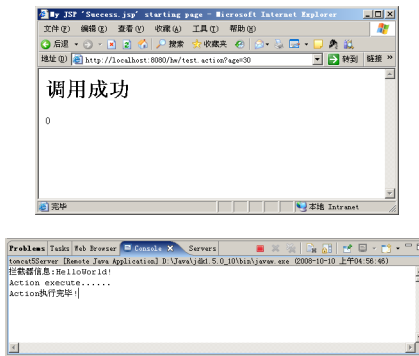 My JSP 'Success.jsp' starting page - Microsoft Internet Explorer
文件(F) 编辑(E) 查看(V) 收藏(A) 工具(T) 帮助(H)
后退 搜索 收藏夹
地址(D) http://localhost:8080/hw/test.action?age=30 转到 链接 »
调用成功
0
完毕 本地 Intranet
Problems Tasks Web Browser Console Servers
tomcat5Server [Remote Java Application] D:\Java\jdk1.5.0_10\bin\javaw.exe (2008-10-10 上午04:56:46)
拦截器信息:HelloWorld!
Action execute......
Action执行完毕!